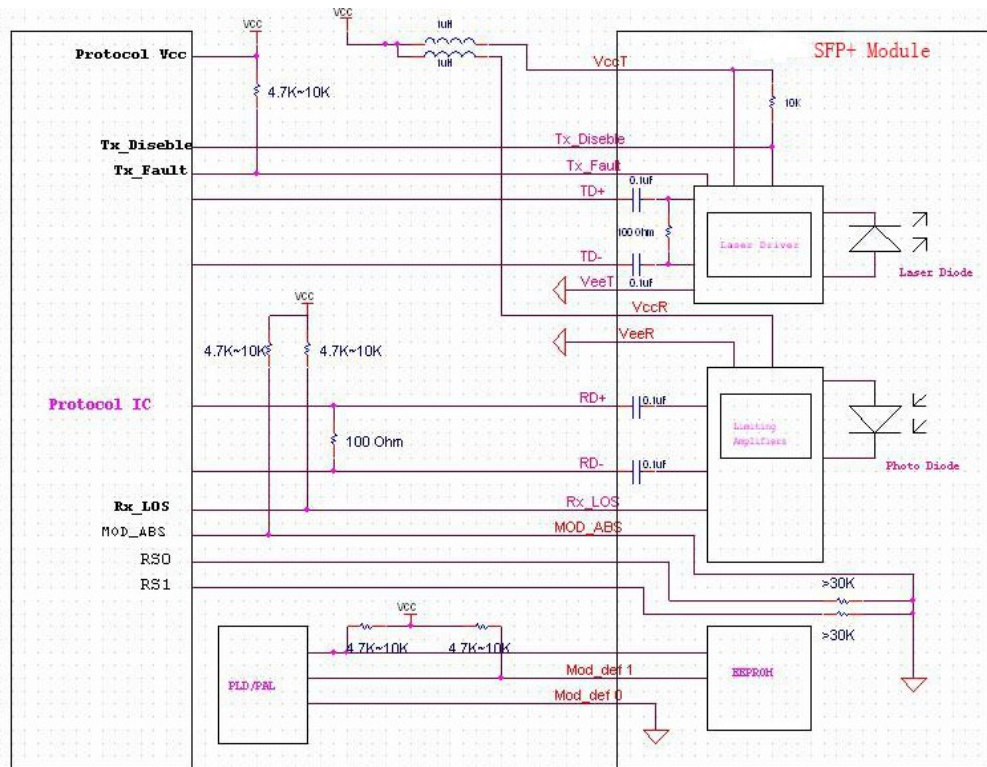 VCC
VCC
1uH
1uH
Protocol Vcc
VccT
SFP+ Module
4.7K~10K
10K
Tx_Diseble
Tx_Diseble
Tx_Fault
Tx_Fault
0.1uF
TD+
100 Ohm
Laser Driver
TD-
Laser Diode
VeeT
0.1uF
VCC
VccR
VeeR
4.7K~10K
4.7K~10K
Protocol IC
RD+
0.1uF
Limiting
Amplifiers
100 Ohm
RD-
0.1uF
Photo Diode
Rx_LOS
Rx_LOS
MOD_ABS
MOD_ABS
RS0
RS1
>30K
VCC
4.7K~10K
4.7K~10K
>30K
PLD/PAL
Mod_def 1
EEPROM
Mod_def 0